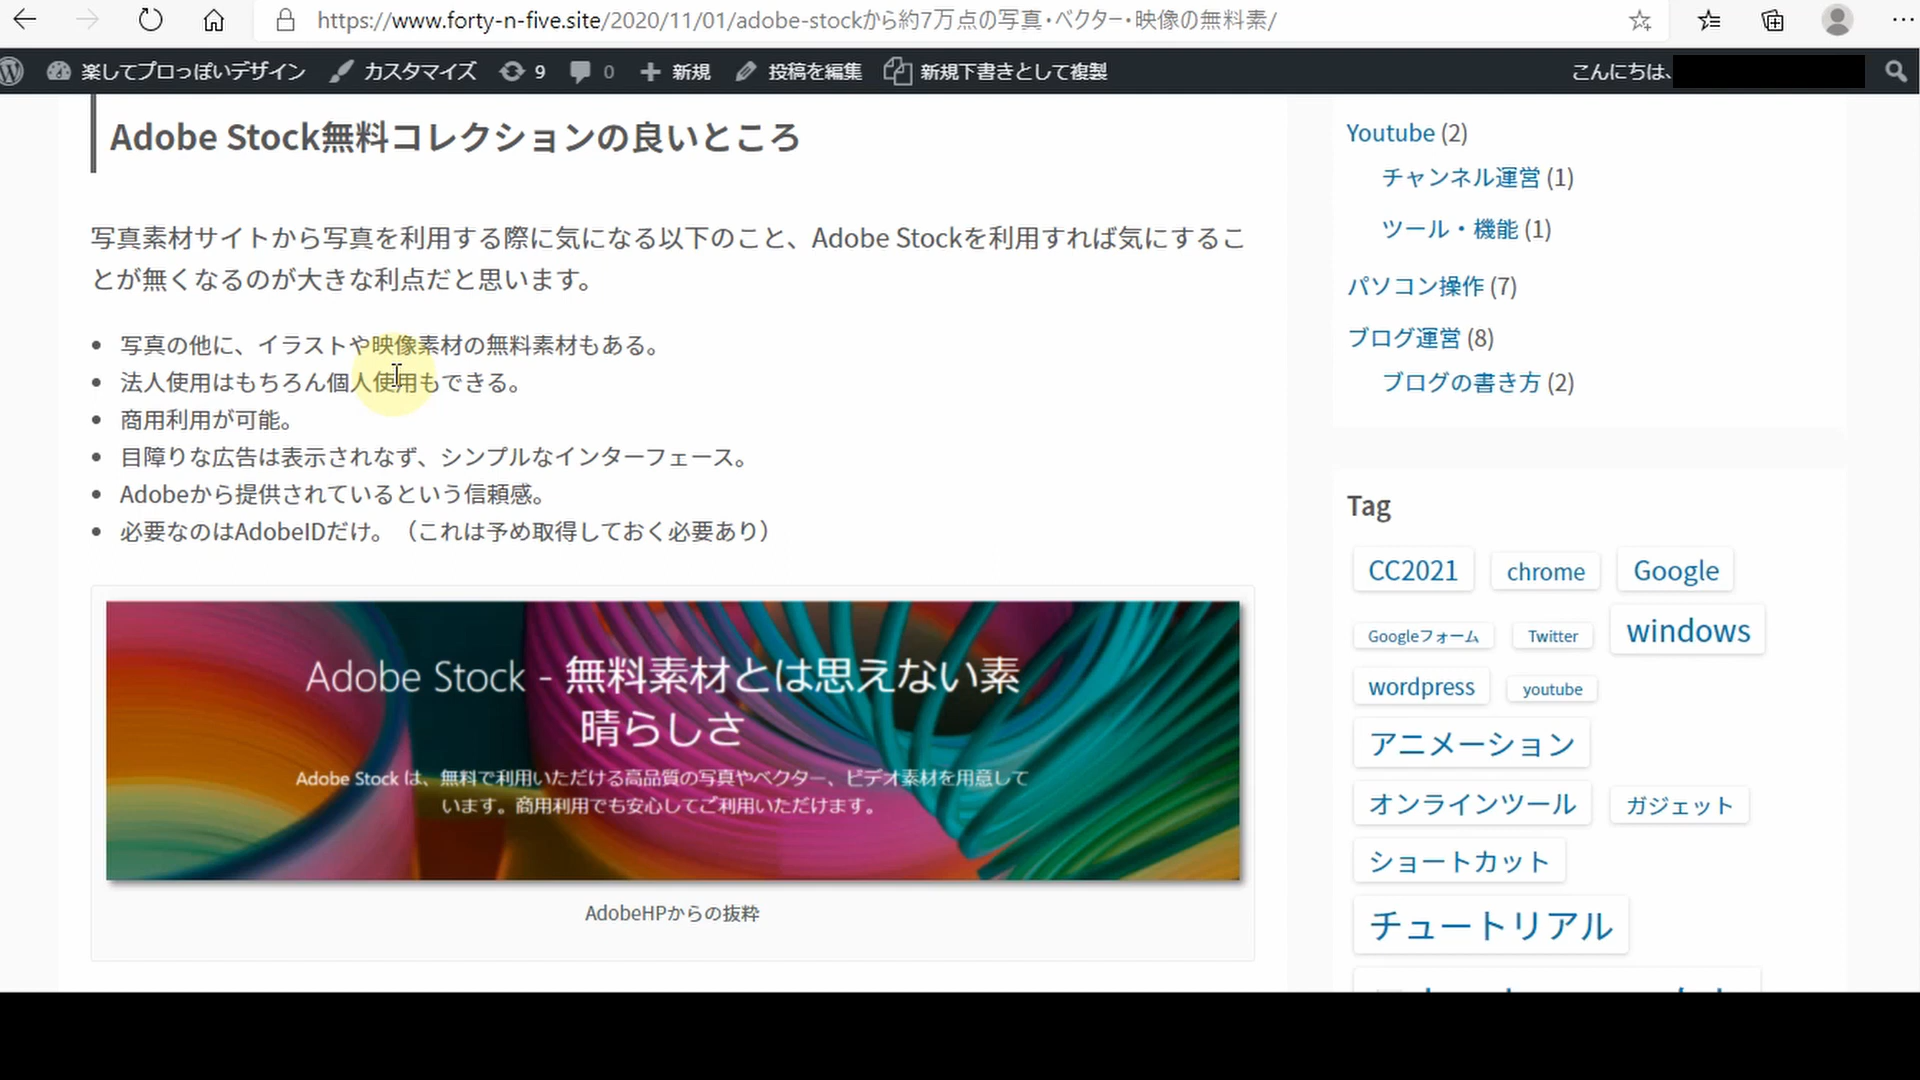 https://www.forty-n-five.site/2020/11/01/adobe-stockから約7万点の写真・ベクター・映像の無料素/
楽してプロっぽいデザイン カスタマイズ 9 0 新規 投稿を編集 新規下書きとして複製 こんにちは、
Adobe Stock無料コレクションの良いところ
写真素材サイトから写真を利用する際に気になる以下のこと、Adobe Stockを利用すれば気にするこ
とが無くなるのが大きな利点だと思います。
• 写真の他に、イラストや映像素材の無料素材もある。
• 法人使用はもちろん個人使用もできる。
• 商用利用が可能。
• 目障りな広告は表示されなず、シンプルなインターフェース。
• Adobeから提供されているという信頼感。
• 必要なのはAdobeIDだけ。（これは予め取得しておく必要あり）
Adobe Stock - 無料素材とは思えない素
晴らしさ
Adobe Stock は、無料で利用いただける高品質の写真やベクター、ビデオ素材を用意して
います。商用利用でも安心してご利用いただけます。
AdobeHPからの抜粋
Youtube (2)
チャンネル運営 (1)
ツール・機能 (1)
パソコン操作 (7)
ブログ運営 (8)
ブログの書き方 (2)
Tag
CC2021 chrome Google
Googleフォーム Twitter windows
wordpress youtube
アニメーション
オンラインツール ガジェット
ショートカット
チュートリアル